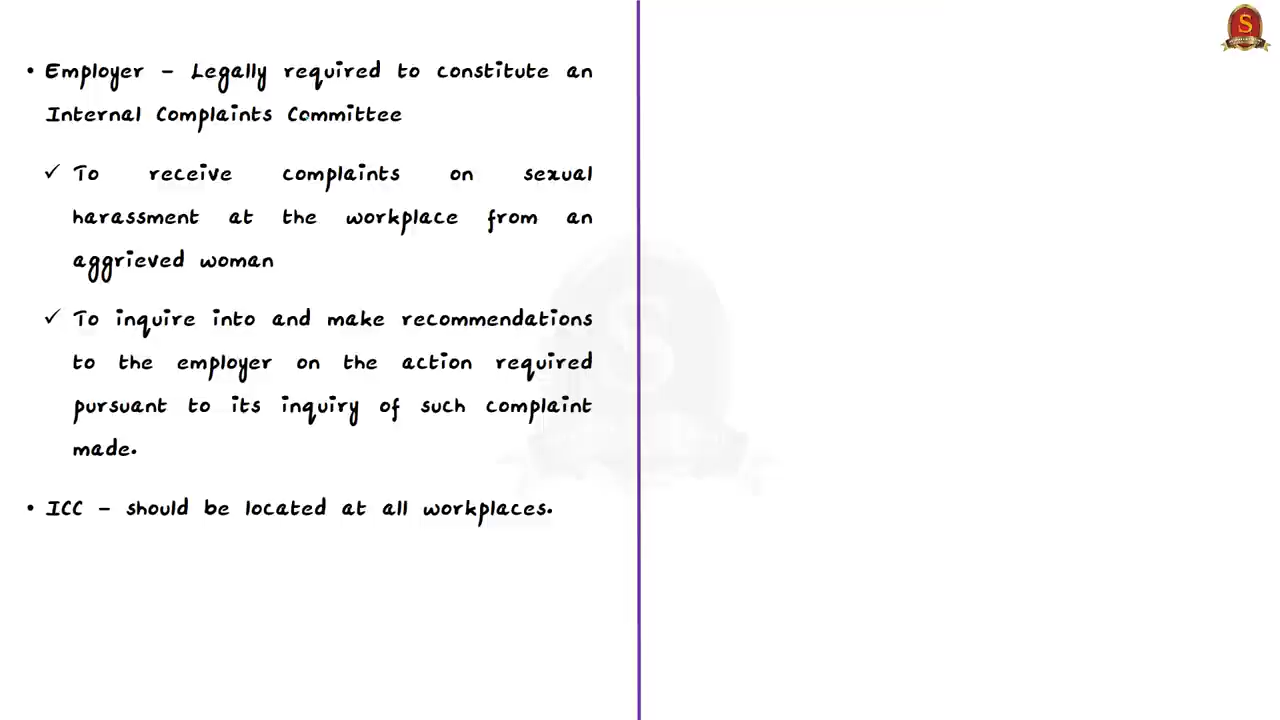 • Employer – Legally required to constitute an
Internal Complaints Committee
✓ To receive complaints on sexual
harassment at the workplace from an
aggrieved woman
✓ To inquire into and make recommendations
to the employer on the action required
pursuant to its inquiry of such complaint
made.
• ICC – should be located at all workplaces.
S